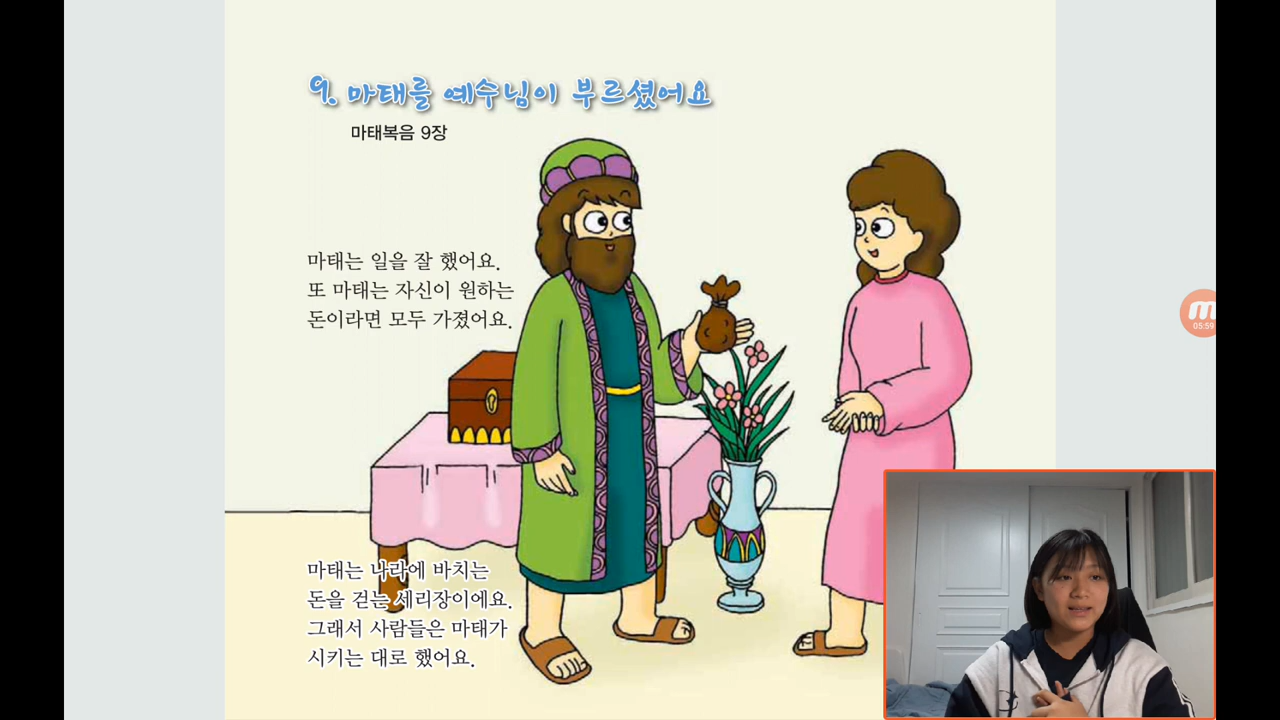 9. 마태를 예수님이 부르셨어요
마태복음 9장
마태는 일을 잘 했어요.
또 마태는 자신이 원하는
돈이라면 모두 가졌어요.
m
05:59
마태는 나라에 바치는
돈을 걷는 세리장이에요.
그래서 사람들은 마태가
시키는 대로 했어요.